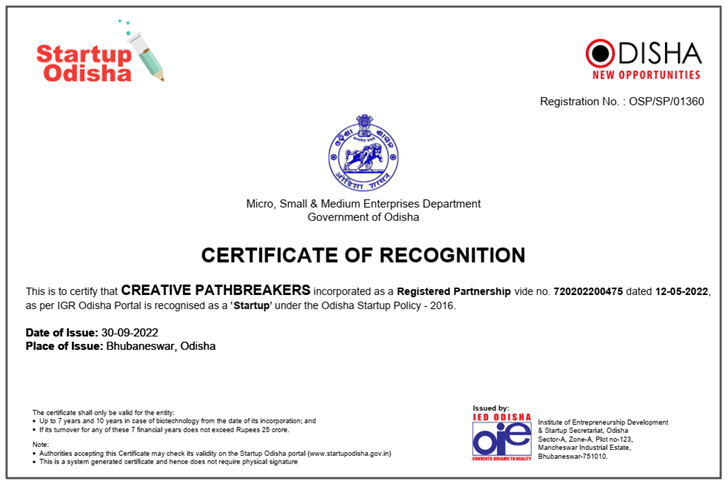 Startup
Odisha
ODISHA
NEW OPPORTUNITIES
Registration No. : OSP/SP/01360
Micro, Small & Medium Enterprises Department
Government of Odisha
CERTIFICATE OF RECOGNITION
This is to certify that CREATIVE PATHBREAKERS incorporated as a Registered Partnership vide no. 720202200475 dated 12-05-2022,
as per IGR Odisha Portal is recognised as a 'Startup' under the Odisha Startup Policy - 2016.
Date of Issue: 30-09-2022
Place of Issue: Bhubaneswar, Odisha
The certificate shall only be valid for the entity:
• Up to 7 years and 10 years in case of biotechnology from the date of its incorporation; and
• If its turnover for any of these 7 financial years does not exceed Rupees 25 crore.
Note:
• Authorities accepting this Certificate may check its validity on the Startup Odisha portal (www.startupodisha.gov.in)
• This is a system generated certificate and hence does not require physical signature
Issued by:
IED ODISHA
oie
CONVERTS DREAMS TO REALITY
Institute of Entrepreneurship Development
& Startup Secretariat, Odisha
Sector-A, Zone-A, Plot no-123,
Mancheswar Industrial Estate,
Bhubaneswar-751010.